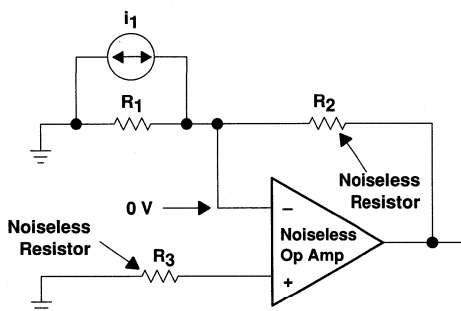 i1
R1
R2
Noiseless
Resistor
0 V
Noiseless
Resistor
R3
−
Noiseless
Op Amp
+